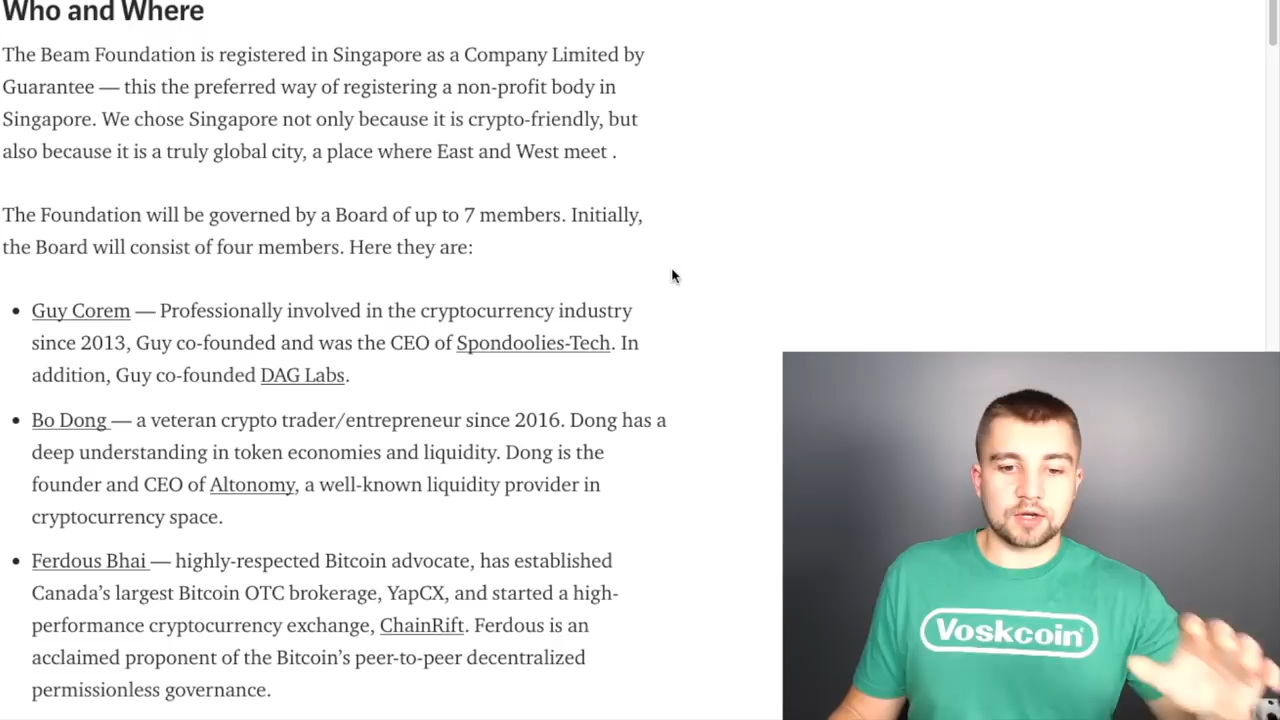 Who and Where
The Beam Foundation is registered in Singapore as a Company Limited by
Guarantee — this the preferred way of registering a non-profit body in
Singapore. We chose Singapore not only because it is crypto-friendly, but
also because it is a truly global city, a place where East and West meet .
The Foundation will be governed by a Board of up to 7 members. Initially,
the Board will consist of four members. Here they are:
• Guy Corem — Professionally involved in the cryptocurrency industry
since 2013, Guy co-founded and was the CEO of Spondoolies-Tech. In
addition, Guy co-founded DAG Labs.
• Bo Dong — a veteran crypto trader/entrepreneur since 2016. Dong has a
deep understanding in token economies and liquidity. Dong is the
founder and CEO of Altonomy, a well-known liquidity provider in
cryptocurrency space.
• Ferdous Bhai — highly-respected Bitcoin advocate, has established
Canada’s largest Bitcoin OTC brokerage, YapCX, and started a high-
performance cryptocurrency exchange, ChainRift. Ferdous is an
acclaimed proponent of the Bitcoin’s peer-to-peer decentralized
permissionless governance.
Voskcoin